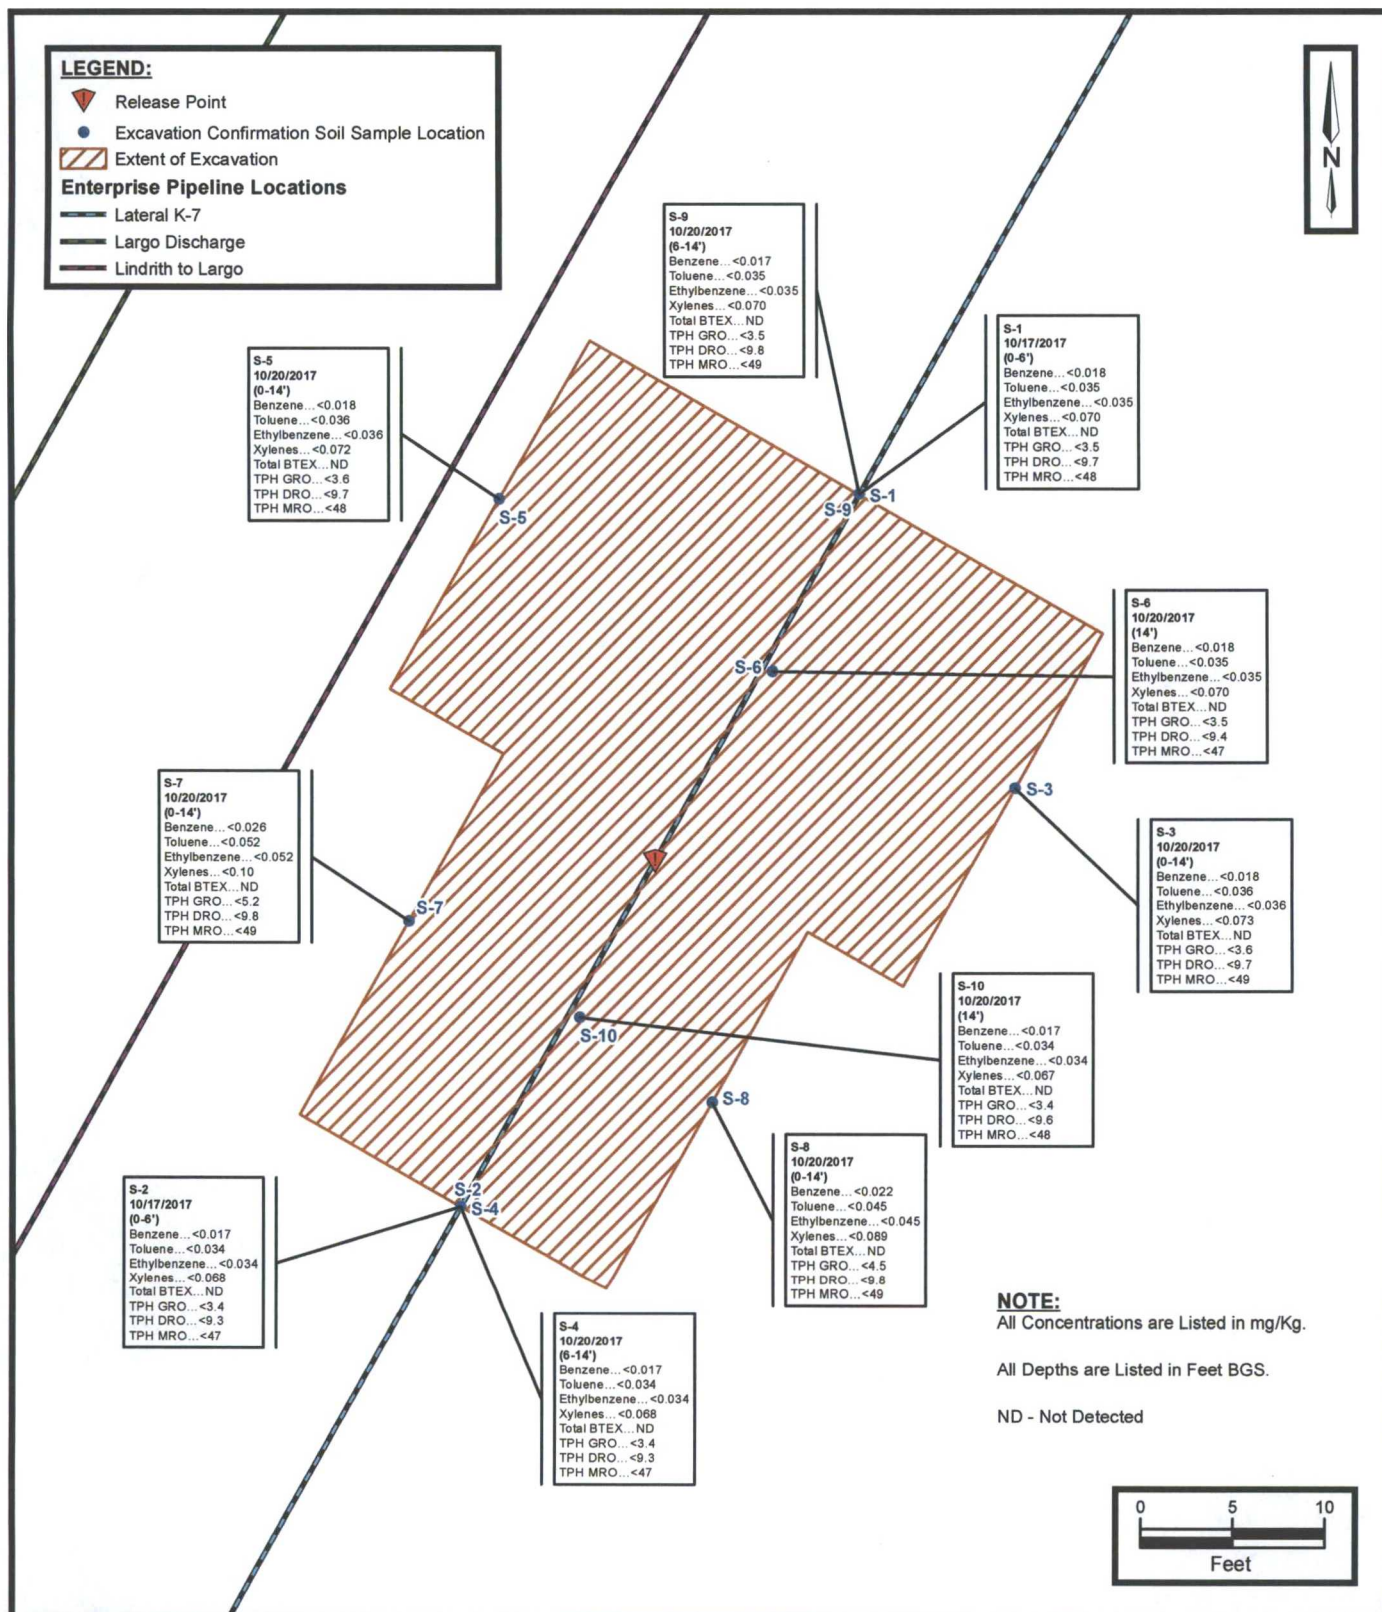 LEGEND:
Release Point
Excavation Confirmation Soil Sample Location
Extent of Excavation
Enterprise Pipeline Locations
Lateral K-7
Largo Discharge
Lindrith to Largo
N
S-9
10/20/2017
(6-14')
Benzene...<0.017
Toluene...<0.035
Ethylbenzene...<0.035
Xylenes...<0.070
Total BTEX...ND
TPH GRO...<3.5
TPH DRO...<9.8
TPH MRO...<49
S-1
10/17/2017
(0-6')
Benzene...<0.018
Toluene...<0.035
Ethylbenzene...<0.035
Xylenes...<0.070
Total BTEX...ND
TPH GRO...<3.5
TPH DRO...<9.7
TPH MRO...<48
S-5
10/20/2017
(0-14')
Benzene...<0.018
Toluene...<0.036
Ethylbenzene...<0.036
Xylenes...<0.072
Total BTEX...ND
TPH GRO...<3.6
TPH DRO...<9.7
TPH MRO...<48
S-1
S-9
S-5
S-6
10/20/2017
(14')
Benzene...<0.018
Toluene...<0.035
Ethylbenzene...<0.035
Xylenes...<0.070
Total BTEX...ND
TPH GRO...<3.5
TPH DRO...<9.4
TPH MRO...<47
S-6
S-3
S-7
10/20/2017
(0-14')
Benzene...<0.026
Toluene...<0.052
Ethylbenzene...<0.052
Xylenes...<0.10
Total BTEX...ND
TPH GRO...<5.2
TPH DRO...<9.8
TPH MRO...<49
S-3
10/20/2017
(0-14')
Benzene...<0.018
Toluene...<0.036
Ethylbenzene...<0.036
Xylenes...<0.073
Total BTEX...ND
TPH GRO...<3.6
TPH DRO...<9.7
TPH MRO...<49
S-7
S-10
10/20/2017
(14')
Benzene...<0.017
Toluene...<0.034
Ethylbenzene...<0.034
Xylenes...<0.067
Total BTEX...ND
TPH GRO...<3.4
TPH DRO...<9.6
TPH MRO...<48
S-10
S-8
S-8
10/20/2017
(0-14')
Benzene...<0.022
Toluene...<0.045
Ethylbenzene...<0.045
Xylenes...<0.089
Total BTEX...ND
TPH GRO...<4.5
TPH DRO...<9.8
TPH MRO...<49
S-2
10/17/2017
(0-6')
Benzene...<0.017
Toluene...<0.034
Ethylbenzene...<0.034
Xylenes...<0.068
Total BTEX...ND
TPH GRO...<3.4
TPH DRO...<9.3
TPH MRO...<47
S-2
S-4
S-4
10/20/2017
(6-14')
Benzene...<0.017
Toluene...<0.034
Ethylbenzene...<0.034
Xylenes...<0.068
Total BTEX...ND
TPH GRO...<3.4
TPH DRO...<9.3
TPH MRO...<47
NOTE:
All Concentrations are Listed in mg/Kg.
All Depths are Listed in Feet BGS.
ND - Not Detected
0 5 10
Feet